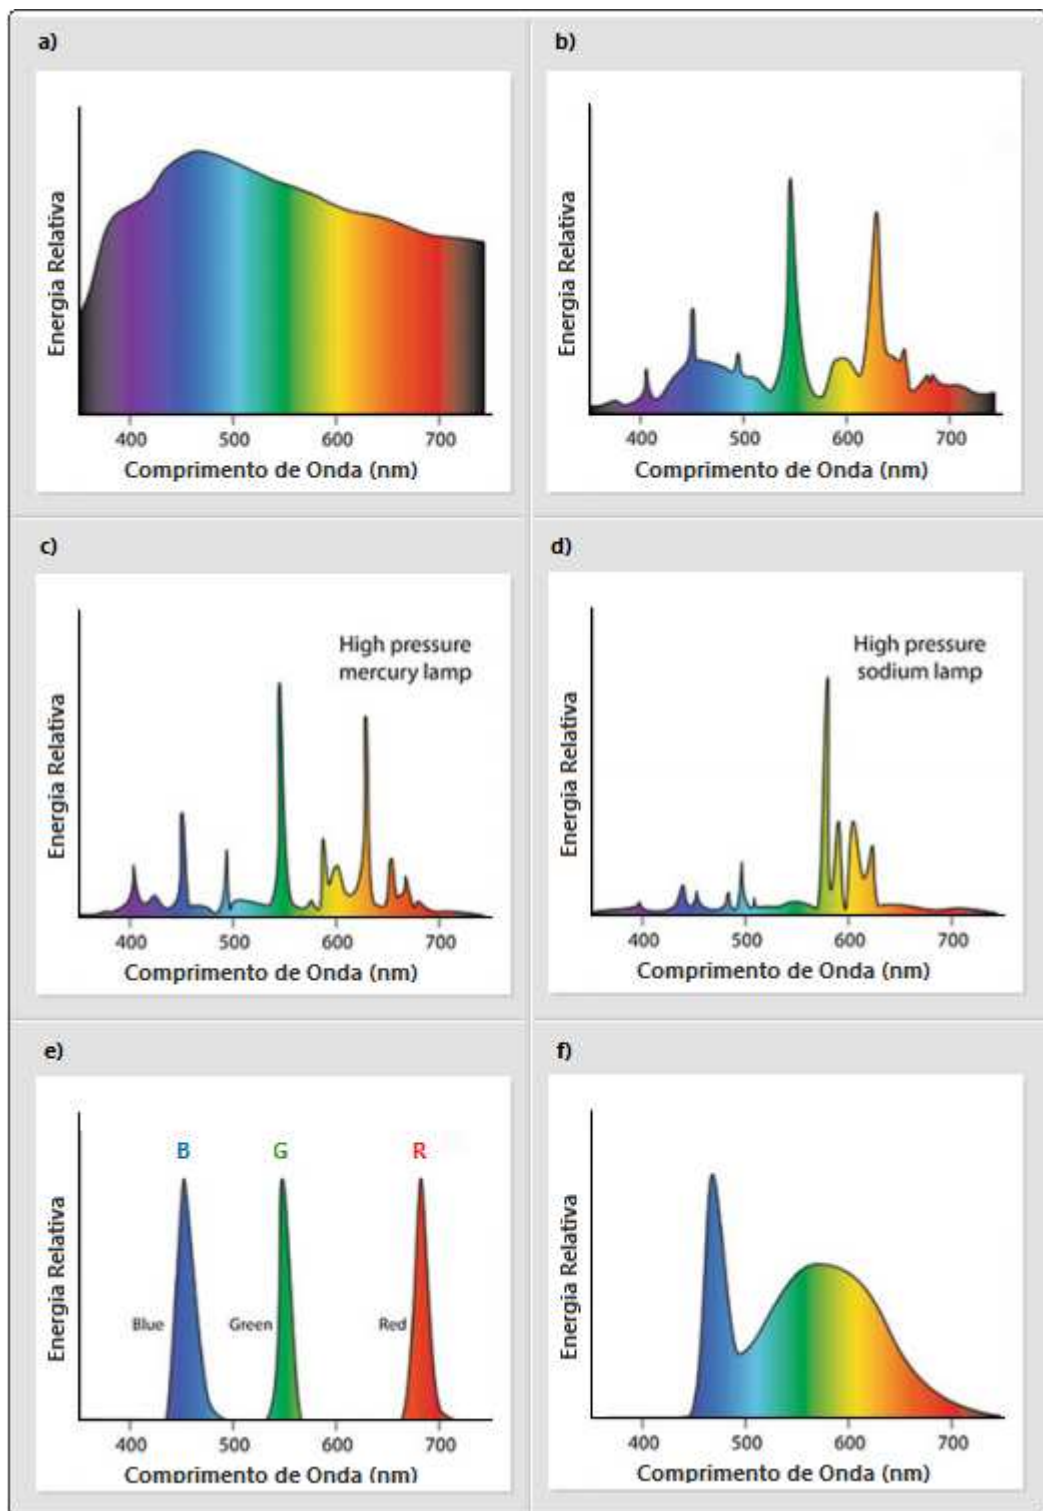 a)
Energia Relativa
400 500 600 700
Comprimento de Onda (nm)
b)
Energia Relativa
400 500 600 700
Comprimento de Onda (nm)
c)
High pressure
mercury lamp
Energia Relativa
400 500 600 700
Comprimento de Onda (nm)
d)
High pressure
sodium lamp
Energia Relativa
400 500 600 700
Comprimento de Onda (nm)
e)
B G R
Energia Relativa
Blue Green Red
400 500 600 700
Comprimento de Onda (nm)
f)
Energia Relativa
400 500 600 700
Comprimento de Onda (nm)